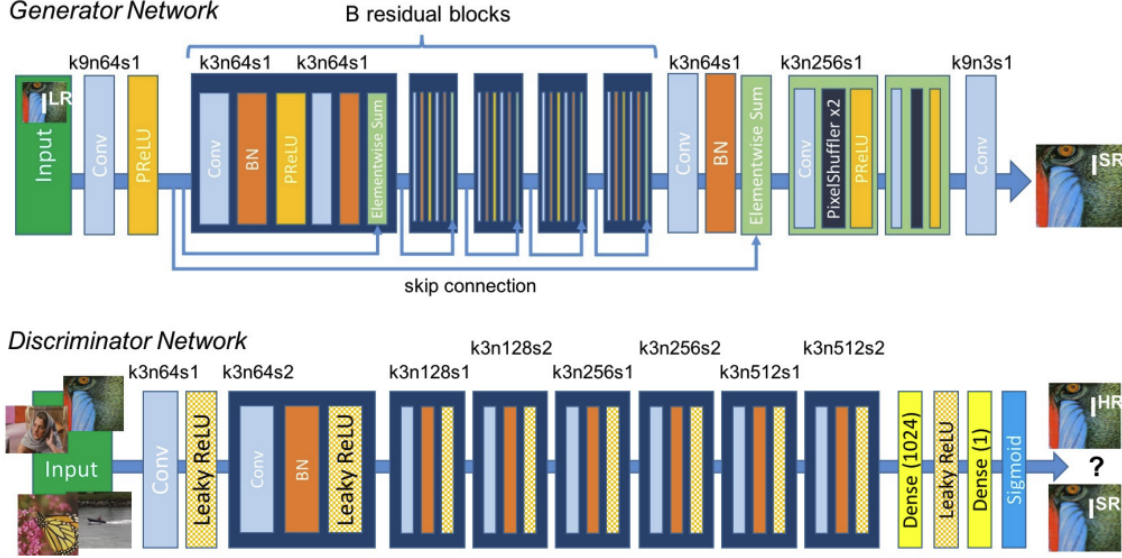 Generator Network
B residual blocks
k9n64s1
k3n64s1 k3n64s1
k3n64s1
k3n256s1
k9n3s1
I^LR
Input
Conv
PReLU
Conv
BN
PReLU
Elementwise Sum
Conv
BN
Elementwise Sum
Conv
PixelShuffler x2
PReLU
Conv
I^SR
skip connection
Discriminator Network
k3n64s1
k3n64s2
k3n128s1
k3n128s2
k3n256s1
k3n256s2
k3n512s1
k3n512s2
Input
Conv
Leaky ReLU
Conv
BN
Leaky ReLU
Dense (1024)
Leaky ReLU
Dense (1)
Sigmoid
I^HR
?
I^SR